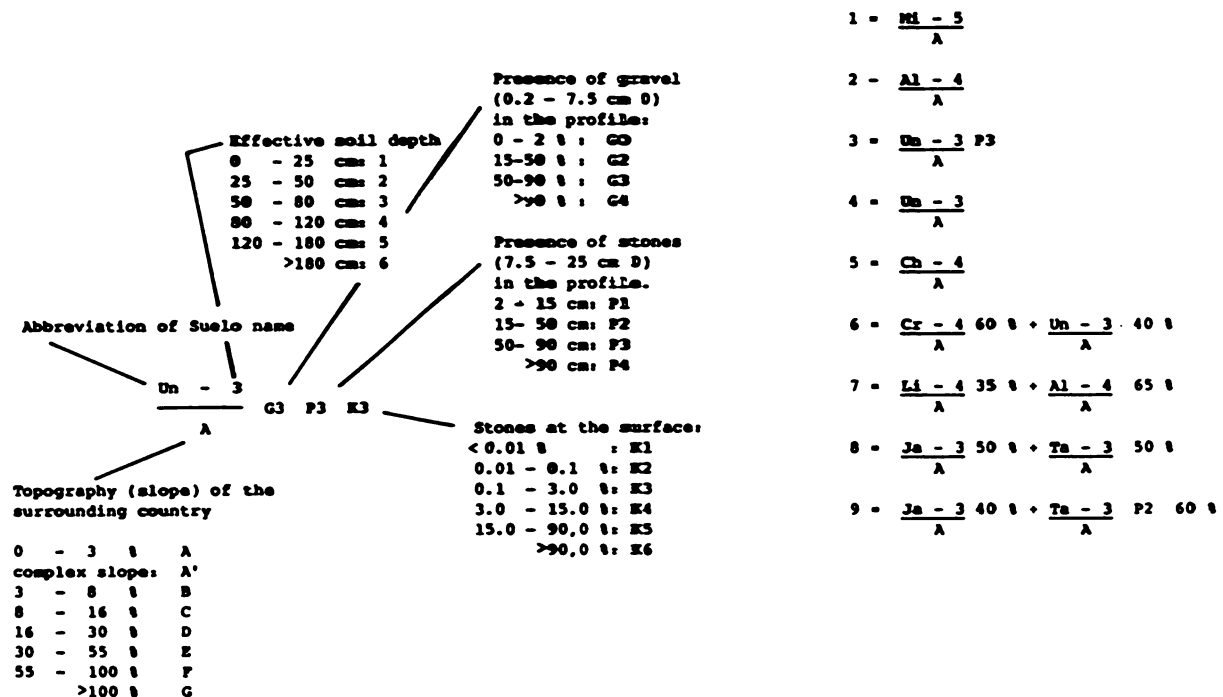 Presence of gravel
(0.2 - 7.5 cm D)
in the profile:
0 - 2 % : G0
15-50 % : G2
50-90 % : G3
>90 % : G4
Effective soil depth
0 - 25 cm: 1
25 - 50 cm: 2
50 - 80 cm: 3
80 - 120 cm: 4
120 - 180 cm: 5
>180 cm: 6
Presence of stones
(7.5 - 25 cm D)
in the profile.
2 - 15 cm: P1
15- 50 cm: P2
50- 90 cm: P3
>90 cm: P4
Abbreviation of Suelo name
Un - 3
G3 P3 K3
A
Stones at the surface:
< 0.01 % : K1
0.01 - 0.1 %: K2
0.1 - 3.0 %: K3
3.0 - 15.0 %: K4
15.0 - 90,0 %: K5
>90,0 %: K6
Topography (slope) of the
surrounding country
0 - 3 % A
complex slope: A'
3 - 8 % B
8 - 16 % C
16 - 30 % D
30 - 55 % E
55 - 100 % F
>100 % G
1 = Mi - 5
A
2 - Al - 4
A
3 = Un - 3 P3
A
4 = Un - 3
A
5 = Ch - 4
A
6 = Cr - 4 60 % + Un - 3 40 %
A A
7 = Li - 4 35 % + Al - 4 65 %
A A
8 = Ja - 3 50 % + Ta - 3 50 %
A A
9 = Ja - 3 40 % + Ta - 3 P2 60 %
A A